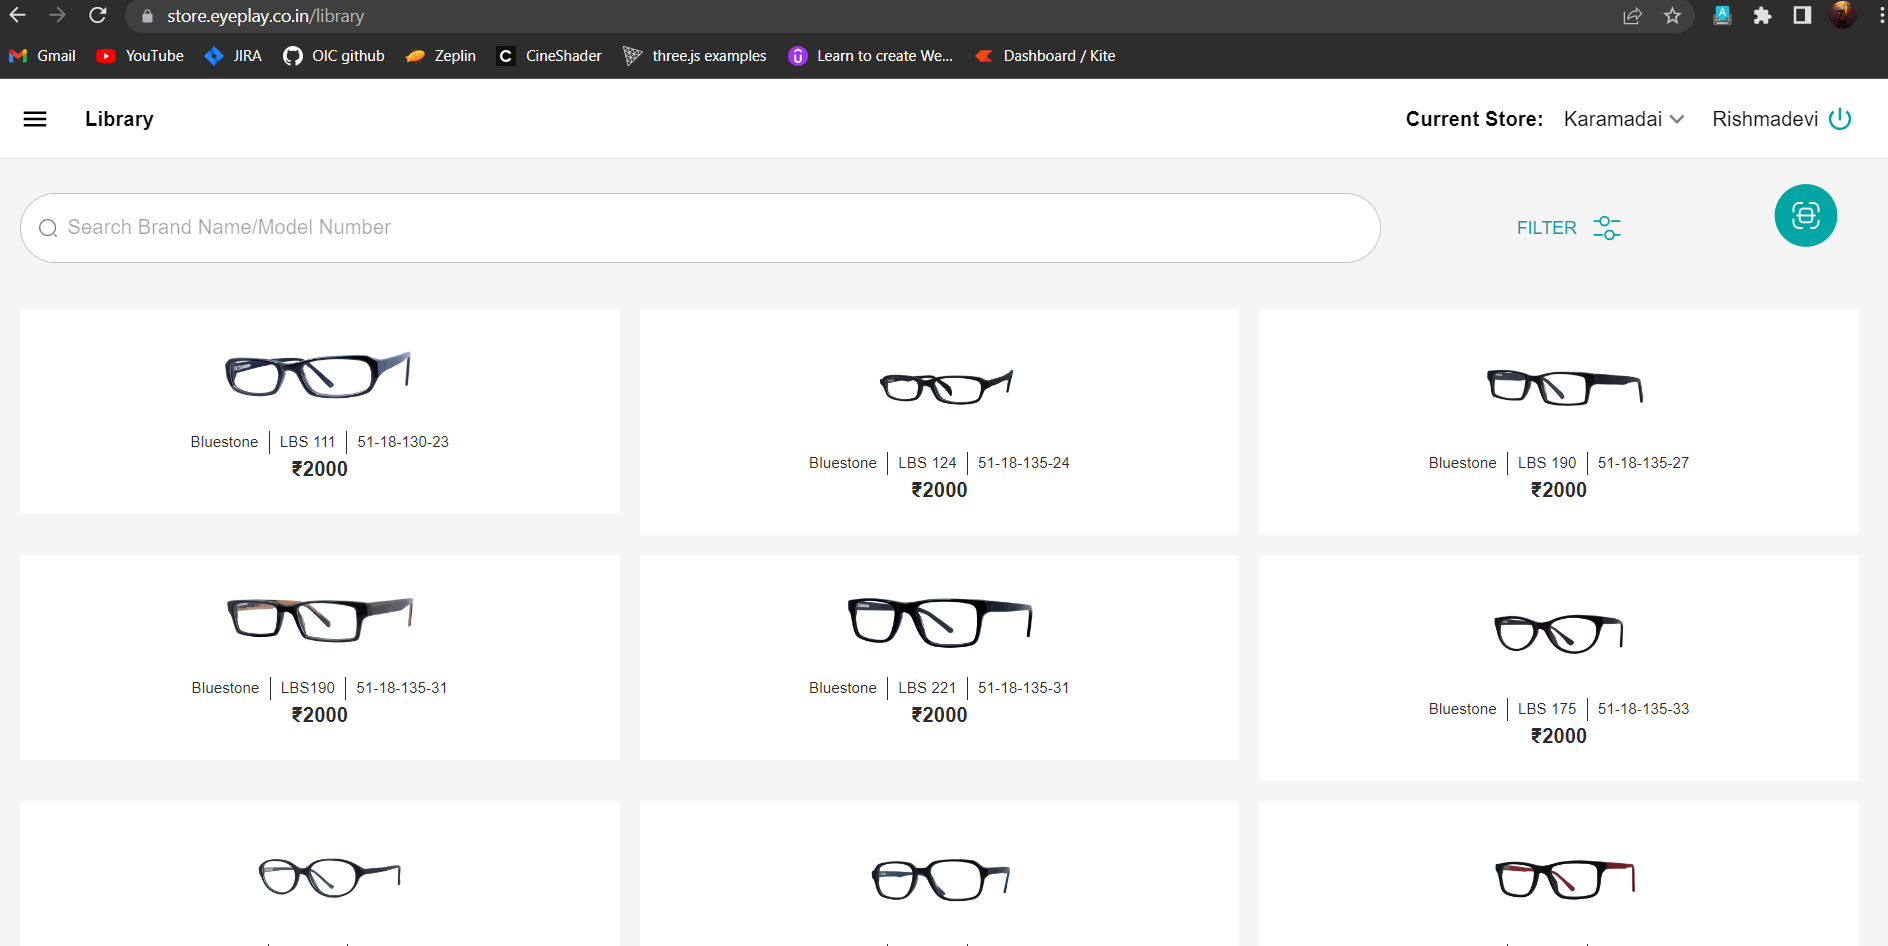 store.eyeplay.co.in/library
Gmail YouTube JIRA OIC github Zeplin CineShader three.js examples Learn to create We... Dashboard / Kite
Library Current Store: Karamadai Rishmadevi
Search Brand Name/Model Number FILTER
Bluestone LBS 111 51-18-130-23
₹2000
Bluestone LBS 124 51-18-135-24
₹2000
Bluestone LBS 190 51-18-135-27
₹2000
Bluestone LBS190 51-18-135-31
₹2000
Bluestone LBS 221 51-18-135-31
₹2000
Bluestone LBS 175 51-18-135-33
₹2000